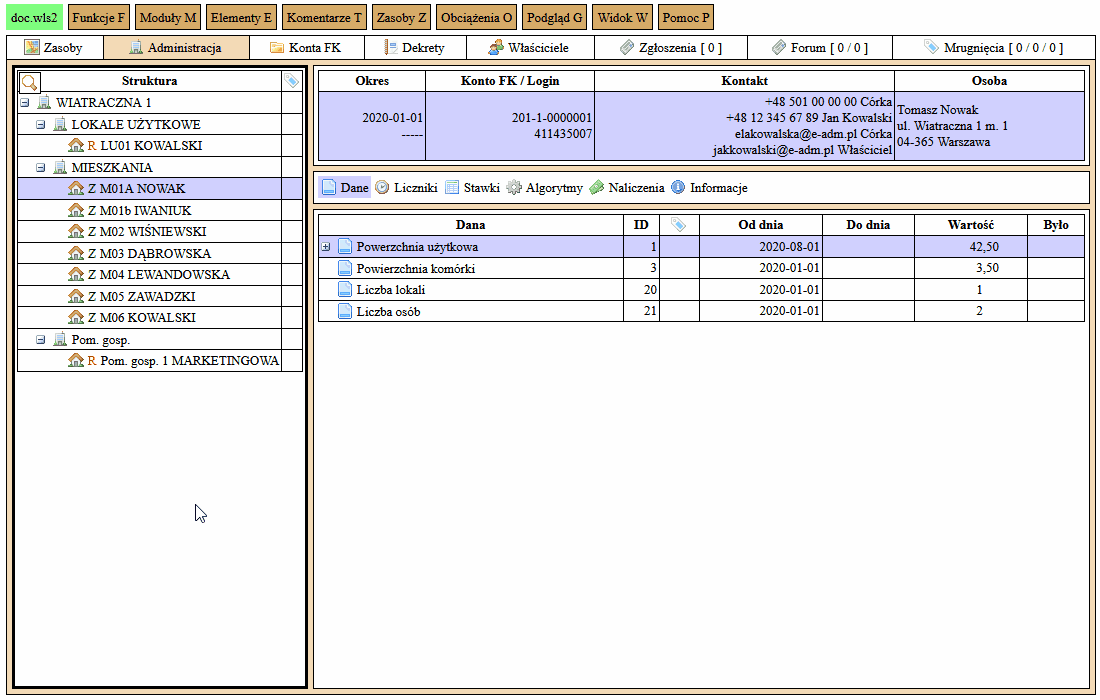 doc.wls2 Funkcje F Moduły M Elementy E Komentarze T Zasoby Z Obciążenia O Podgląd G Widok W Pomoc P
Zasoby Administracja Konta FK Dekrety Właściciele Zgłoszenia [ 0 ] Forum [ 0 / 0 ] Mrugnięcia [ 0 / 0 / 0 ]
Struktura
WIATRACZNA 1
LOKALE UŻYTKOWE
R LU01 KOWALSKI
MIESZKANIA
Z M01A NOWAK
Z M01b IWANIUK
Z M02 WIŚNIEWSKI
Z M03 DĄBROWSKA
Z M04 LEWANDOWSKA
Z M05 ZAWADZKI
Z M06 KOWALSKI
Pom. gosp.
R Pom. gosp. 1 MARKETINGOWA
Okres Konto FK / Login Kontakt Osoba
2020-01-01
-----
201-1-0000001
411435007
+48 501 00 00 00 Córka
+48 12 345 67 89 Jan Kowalski
elakowalska@e-adm.pl Córka
jakkowalski@e-adm.pl Właściciel
Tomasz Nowak
ul. Wiatraczna 1 m. 1
04-365 Warszawa
Dane Liczniki Stawki Algorytmy Naliczenia Informacje
Dana ID Od dnia Do dnia Wartość Było
Powerzchnia użytkowa 1 2020-08-01 42,50
Powierzchnia komórki 3 2020-01-01 3,50
Liczba lokali 20 2020-01-01 1
Liczba osób 21 2020-01-01 2